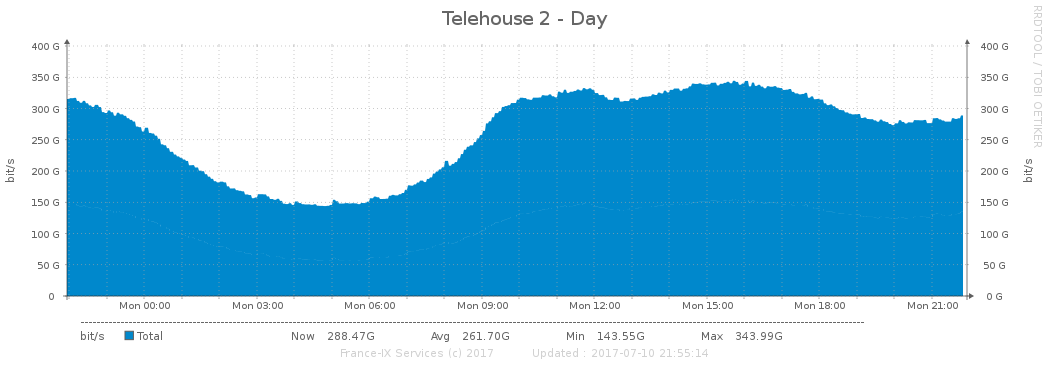 Telehouse 2 - Day
RRDTOOL / TOBI OETIKER
400 G 400 G
350 G 350 G
300 G 300 G
250 G 250 G
200 G 200 G
150 G 150 G
100 G 100 G
50 G 50 G
0 0 G
bit/s bit/s
Mon 00:00 Mon 03:00 Mon 06:00 Mon 09:00 Mon 12:00 Mon 15:00 Mon 18:00 Mon 21:00
bit/s Total Now 288.47G Avg 261.70G Min 143.55G Max 343.99G
France-IX Services (c) 2017 Updated : 2017-07-10 21:55:14